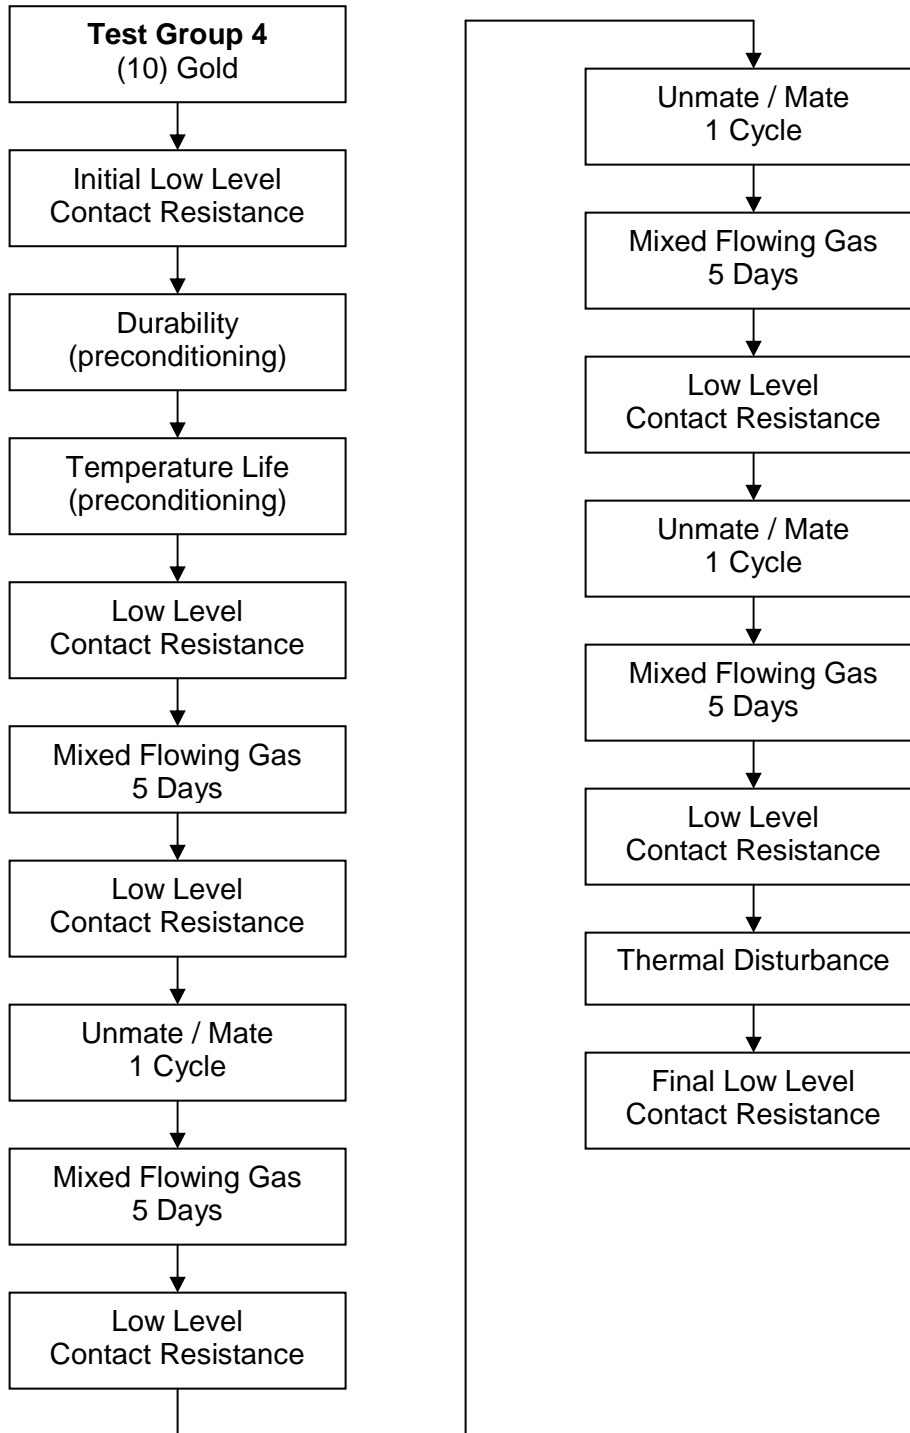 Test Group 4
(10) Gold
Initial Low Level
Contact Resistance
Durability
(preconditioning)
Temperature Life
(preconditioning)
Low Level
Contact Resistance
Mixed Flowing Gas
5 Days
Low Level
Contact Resistance
Unmate / Mate
1 Cycle
Mixed Flowing Gas
5 Days
Low Level
Contact Resistance
Unmate / Mate
1 Cycle
Mixed Flowing Gas
5 Days
Low Level
Contact Resistance
Unmate / Mate
1 Cycle
Mixed Flowing Gas
5 Days
Low Level
Contact Resistance
Thermal Disturbance
Final Low Level
Contact Resistance